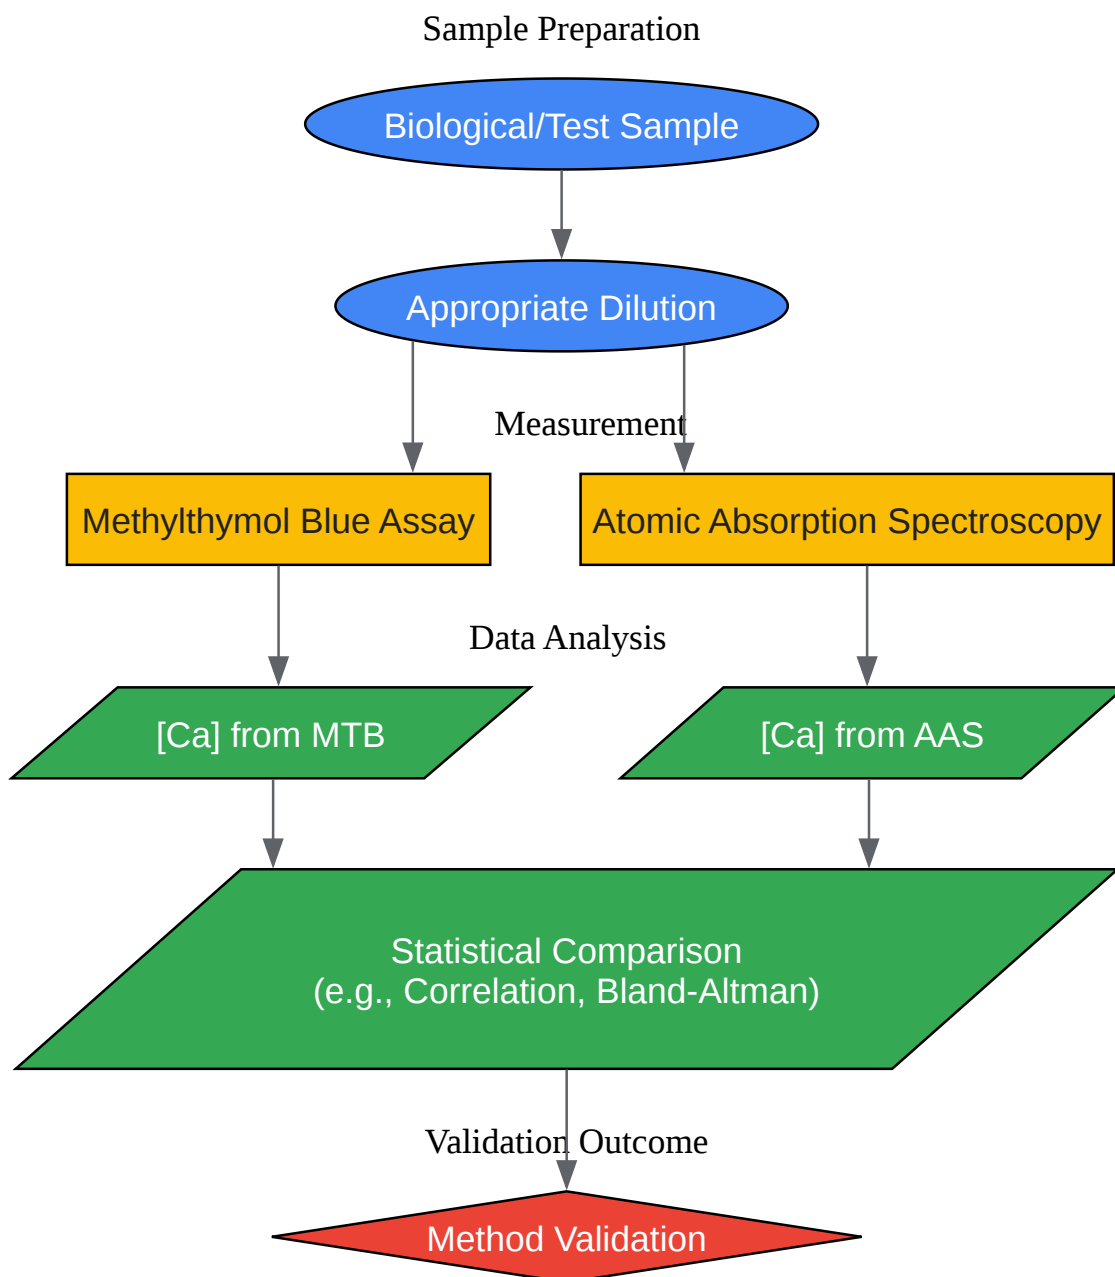 Sample Preparation
Biological/Test Sample
Appropriate Dilution
Measurement
Methylthymol Blue Assay
Atomic Absorption Spectroscopy
Data Analysis
[Ca] from MTB
[Ca] from AAS
Statistical Comparison
(e.g., Correlation, Bland-Altman)
Validation Outcome
Method Validation